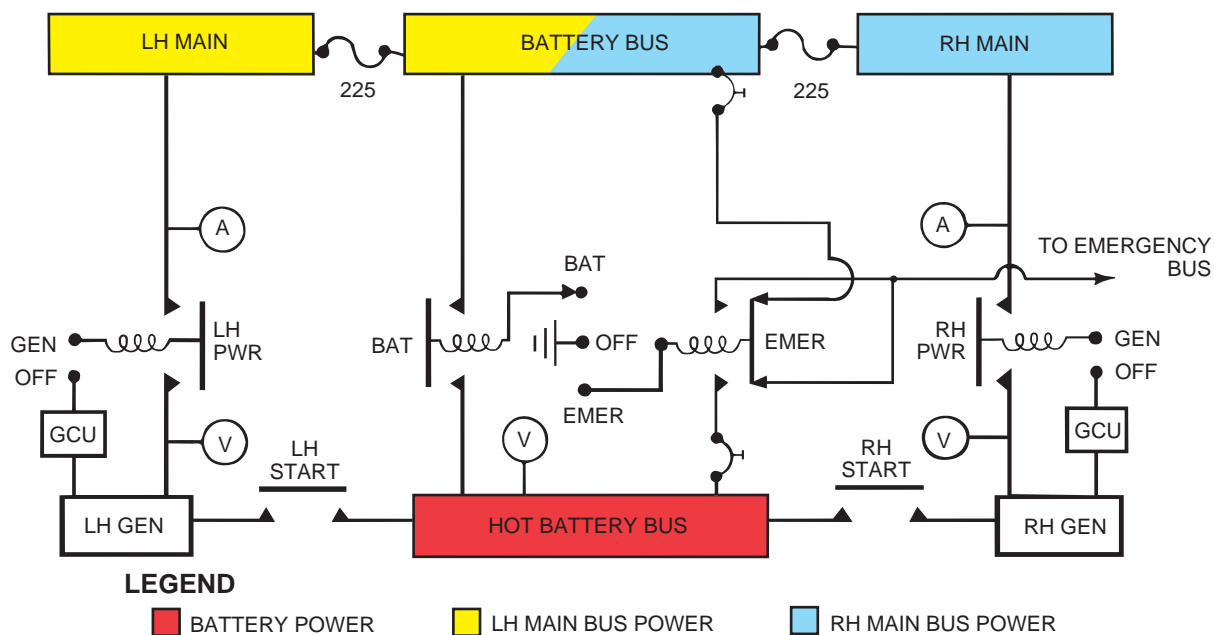 LH MAIN
BATTERY BUS
RH MAIN
225
225
A
A
TO EMERGENCY
BUS
BAT
LH
PWR
BAT
OFF
EMER
RH
PWR
GEN
OFF
GEN
OFF
EMER
GCU
V
LH
START
V
RH
START
V
GCU
LH GEN
HOT BATTERY BUS
RH GEN
LEGEND
BATTERY POWER
LH MAIN BUS POWER
RH MAIN BUS POWER